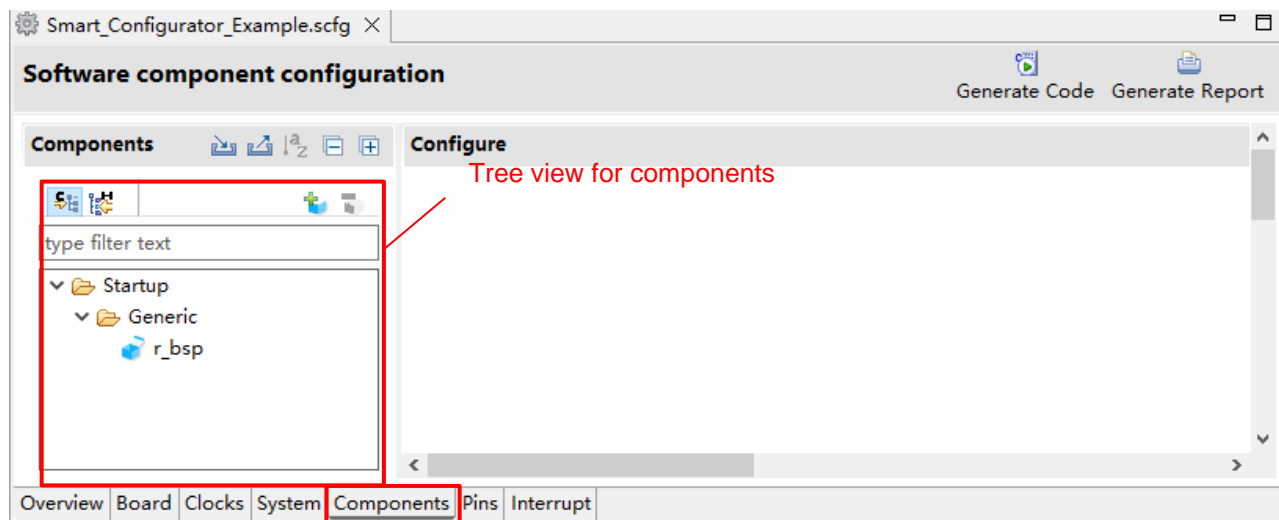 Smart_Configurator_Example.scfg
Software component configuration
Generate Code Generate Report
Components
Configure
Tree view for components
type filter text
Startup
Generic
r_bsp
Overview Board Clocks System Components Pins Interrupt